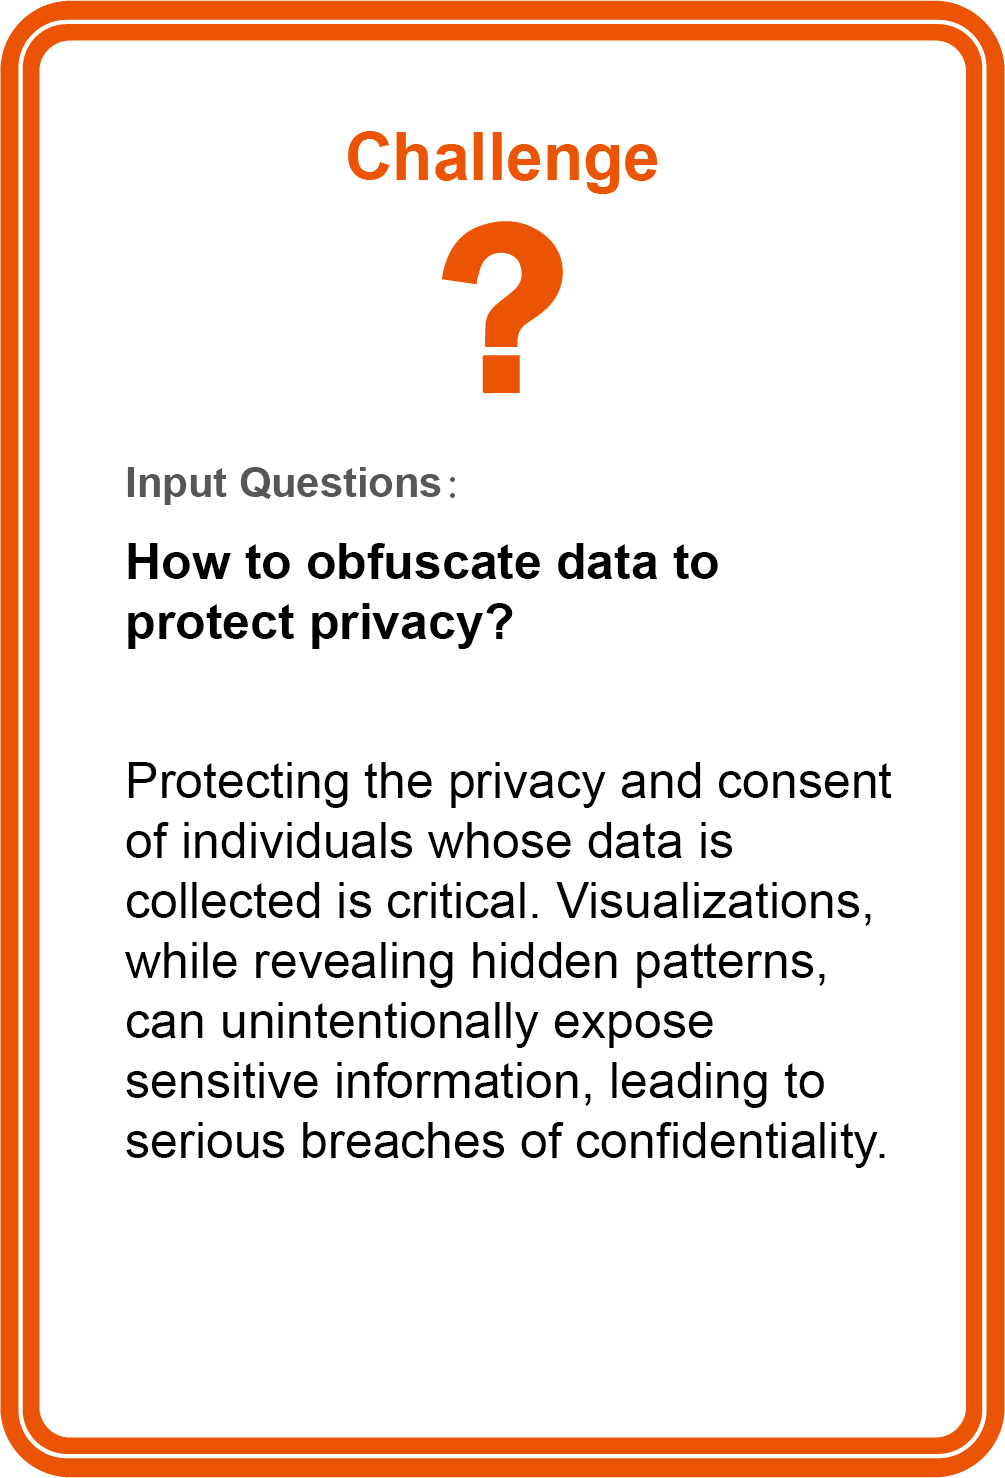 Challenge
?
Input Questions:
How to obfuscate data to
protect privacy?
Protecting the privacy and consent
of individuals whose data is
collected is critical. Visualizations,
while revealing hidden patterns,
can unintentionally expose
sensitive information, leading to
serious breaches of confidentiality.